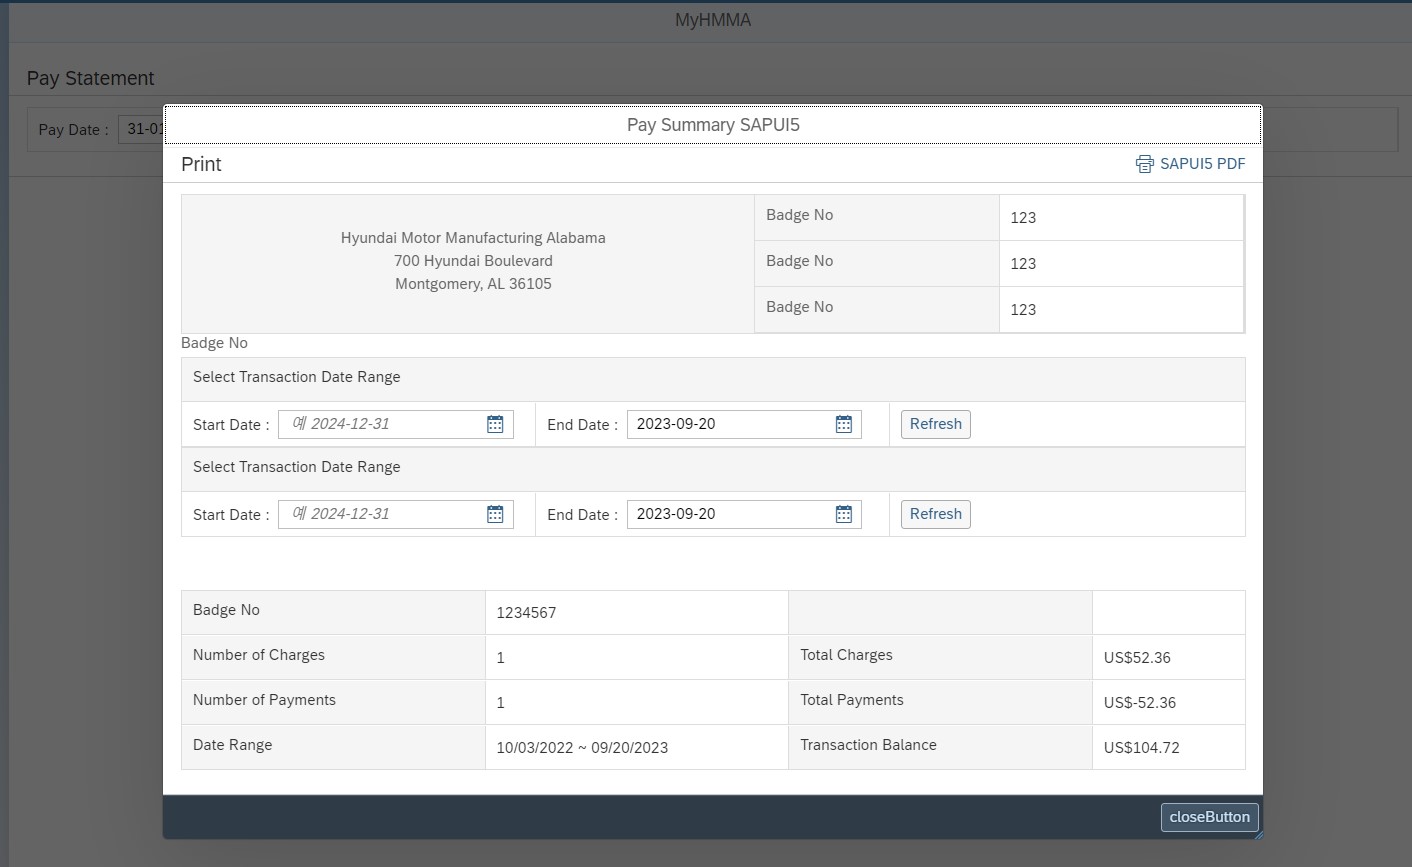 MyHMMA
Pay Statement
Pay Date : 31-01
Pay Summary SAPUI5
Print SAPUI5 PDF
Hyundai Motor Manufacturing Alabama
700 Hyundai Boulevard
Montgomery, AL 36105
Badge No 123
Badge No 123
Badge No 123
Badge No
Select Transaction Date Range
Start Date : 예 2024-12-31 End Date : 2023-09-20 Refresh
Select Transaction Date Range
Start Date : 예 2024-12-31 End Date : 2023-09-20 Refresh
Badge No 1234567
Number of Charges 1 Total Charges US$52.36
Number of Payments 1 Total Payments US$-52.36
Date Range 10/03/2022 ~ 09/20/2023 Transaction Balance US$104.72
closeButton